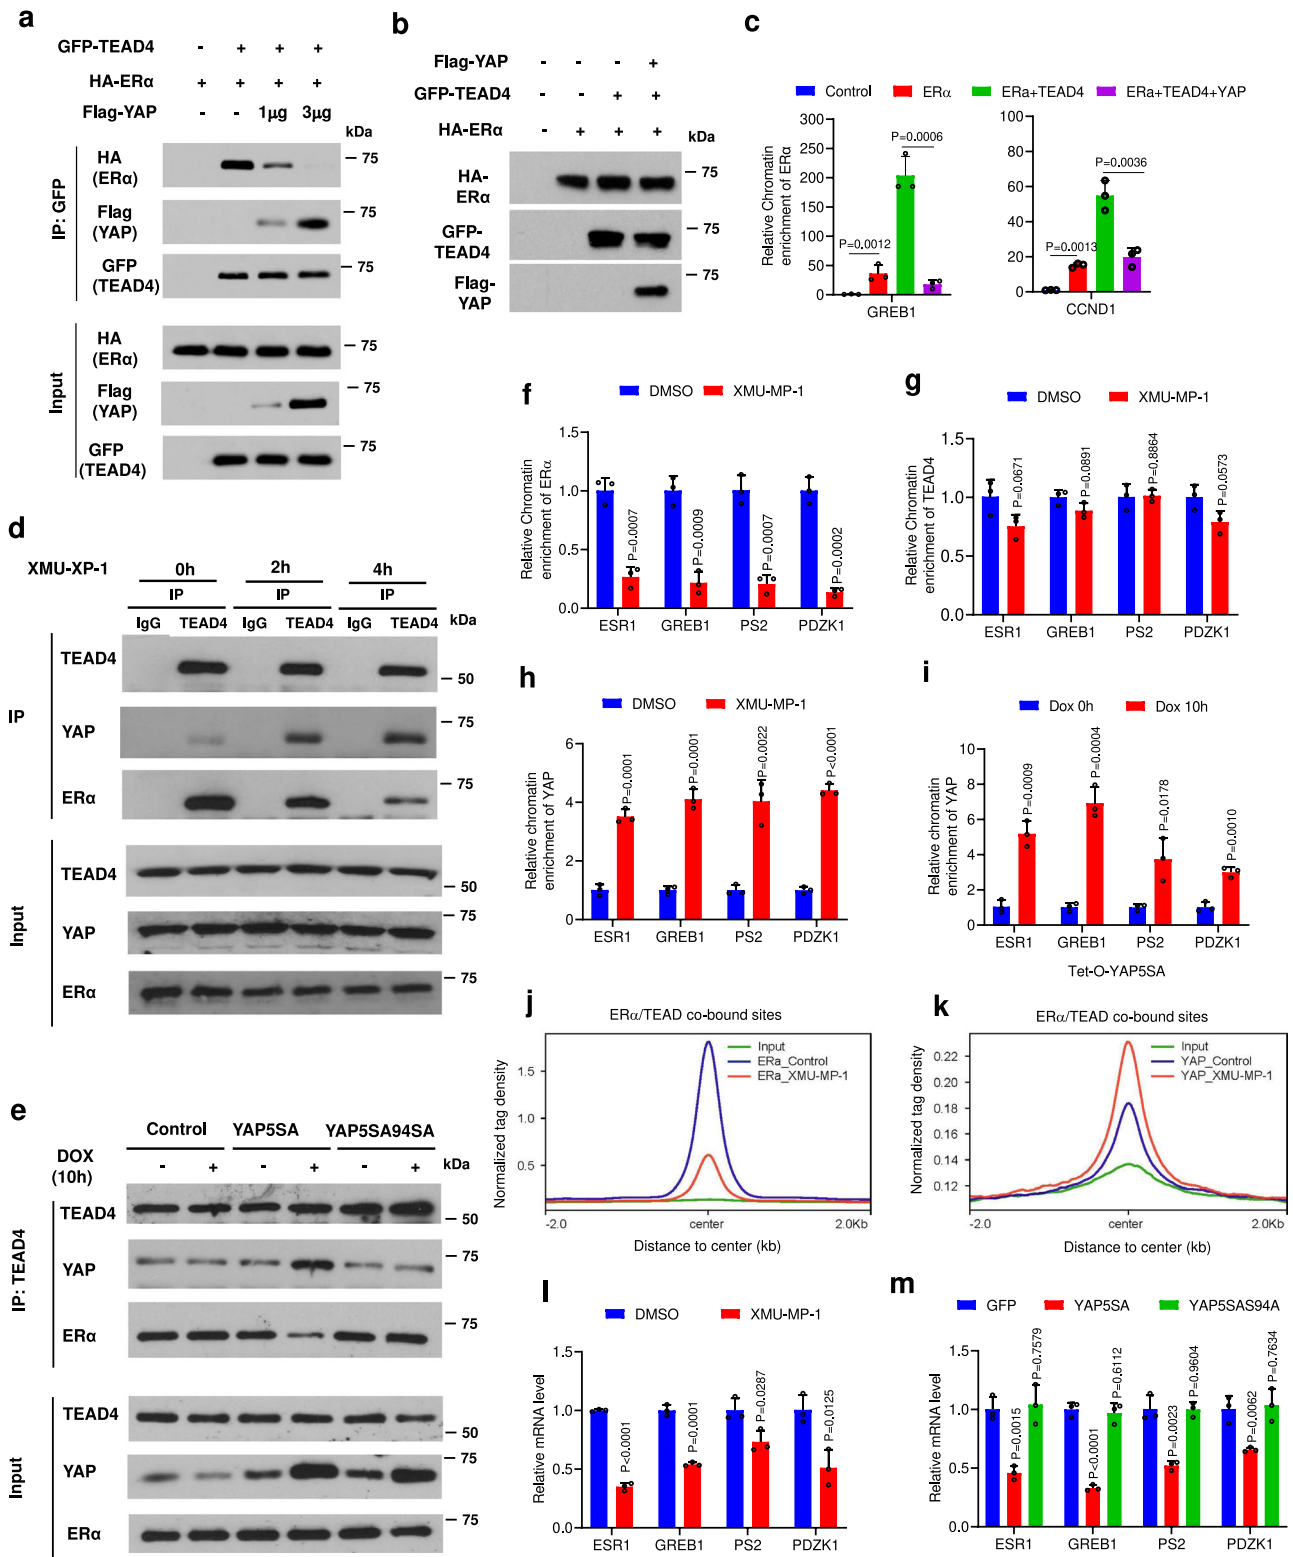 a
GFP-TEAD4 - + + +
HA-ERα + + + +
Flag-YAP - - 1μg 3μg
kDa
IP: GFP
HA
(ERα)
75
Flag
(YAP)
75
GFP
(TEAD4)
75
Input
HA
(ERα)
75
Flag
(YAP)
75
GFP
(TEAD4)
75
b
Flag-YAP - - - +
GFP-TEAD4 - - + +
HA-ERα - + + +
kDa
HA-
ERα
75
GFP-
TEAD4
75
Flag-
YAP
75
c
Control ERα ERa+TEAD4 ERa+TEAD4+YAP
Relative Chromatin
enrichment of ERα
300
250
200
150
100
50
0
P=0.0012
P=0.0006
GREB1
100
80
60
40
20
0
P=0.0013
P=0.0036
CCND1
d
XMU-XP-1 0h 2h 4h
IP IP IP
IgG TEAD4 IgG TEAD4 IgG TEAD4 kDa
IP
TEAD4
50
YAP
75
ERα
75
Input
TEAD4
50
YAP
75
ERα
75
e
Control YAP5SA YAP5SA94SA
DOX
(10h)
- + - + - + kDa
IP: TEAD4
TEAD4
50
YAP
75
ERα
75
Input
TEAD4
50
YAP
75
ERα
75
f
DMSO XMU-MP-1
Relative Chromatin
enrichment of ERα
1.5
1.0
0.5
0.0
P=0.0007
P=0.0009
P=0.0007
P=0.0002
ESR1 GREB1 PS2 PDZK1
g
DMSO XMU-MP-1
Relative Chromatin
enrichment of TEAD4
1.5
1.0
0.5
0.0
P=0.0671
P=0.0891
P=0.8864
P=0.0573
ESR1 GREB1 PS2 PDZK1
h
DMSO XMU-MP-1
Relative chromatin
enrichment of YAP
6
4
2
0
P=0.0001
P=0.0001
P=0.0022
P<0.0001
ESR1 GREB1 PS2 PDZK1
i
Dox 0h Dox 10h
Relative chromatin
enrichment of YAP
10
8
6
4
2
0
P=0.0009
P=0.0004
P=0.0178
P=0.0010
ESR1 GREB1 PS2 PDZK1
Tet-O-YAP5SA
j
ERα/TEAD co-bound sites
Normalized tag density
1.5
1.0
0.5
Input
ERa_Control
ERa_XMU-MP-1
-2.0 center 2.0Kb
Distance to center (kb)
k
ERα/TEAD co-bound sites
Normalized tag density
0.22
0.20
0.18
0.16
0.14
0.12
Input
YAP_Control
YAP_XMU-MP-1
-2.0 center 2.0Kb
Distance to center (kb)
l
DMSO XMU-MP-1
Relative mRNA level
1.5
1.0
0.5
0.0
P<0.0001
P=0.0001
P=0.0287
P=0.0125
ESR1 GREB1 PS2 PDZK1
m
GFP YAP5SA YAP5SAS94A
Relative mRNA level
1.5
1.0
0.5
0.0
P=0.0015
P=0.7579
P<0.0001
P=0.6112
P=0.0023
P=0.9604
P=0.0062
P=0.7634
ESR1 GREB1 PS2 PDZK1